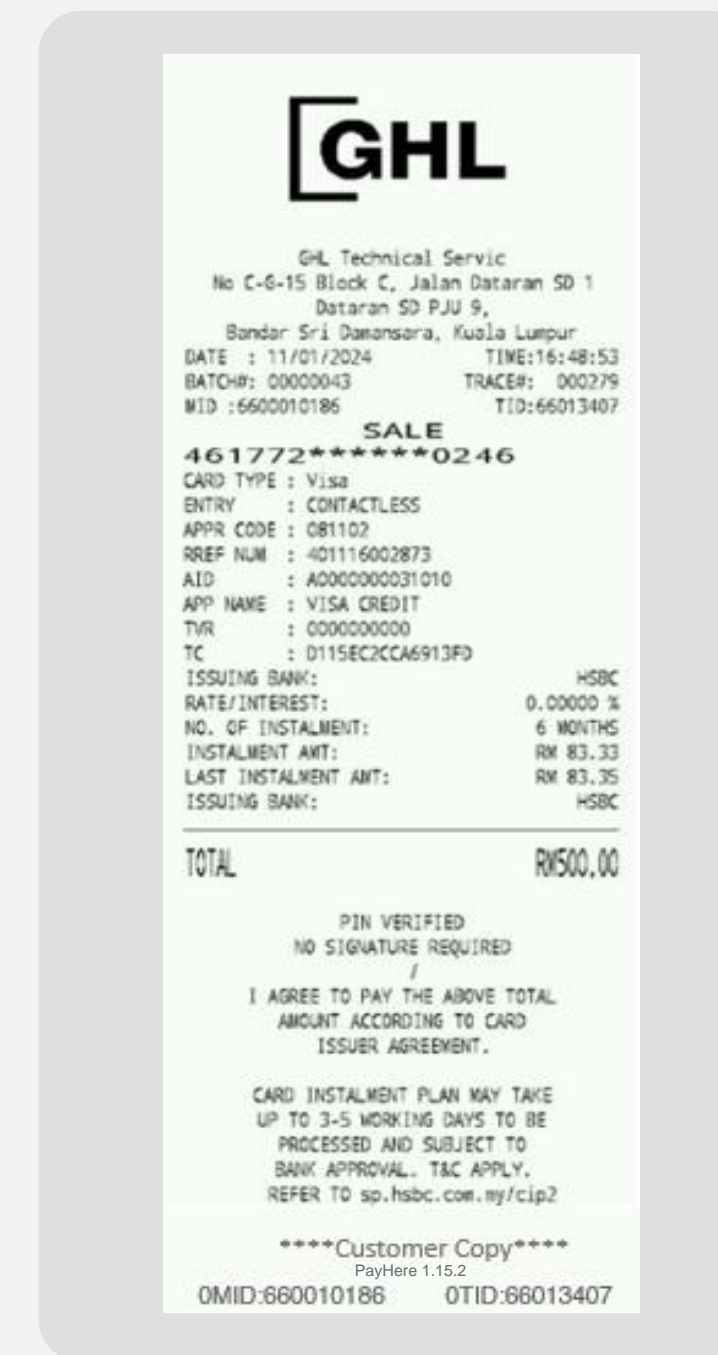 GHL
GHL Technical Servic
No C-G-15 Block C, Jalan Dataran SD 1
Dataran SD PJU 9,
Bandar Sri Damansara, Kuala Lumpur
DATE : 11/01/2024 TIME:16:48:53
BATCH#: 00000043 TRACE#: 000279
MID :6600010186 TID:66013407
SALE
461772******0246
CARD TYPE : Visa
ENTRY : CONTACTLESS
APPR CODE : 081102
RREF NUM : 401116002873
AID : A0000000031010
APP NAME : VISA CREDIT
TVR : 0000000000
TC : D115EC2CCA6913FD
ISSUING BANK: HSBC
RATE/INTEREST: 0.00000 %
NO. OF INSTALMENT: 6 MONTHS
INSTALMENT AMT: RM 83.33
LAST INSTALMENT AMT: RM 83.35
ISSUING BANK: HSBC
TOTAL RM500.00
PIN VERIFIED
NO SIGNATURE REQUIRED
/
I AGREE TO PAY THE ABOVE TOTAL
AMOUNT ACCORDING TO CARD
ISSUER AGREEMENT.
CARD INSTALMENT PLAN MAY TAKE
UP TO 3-5 WORKING DAYS TO BE
PROCESSED AND SUBJECT TO
BANK APPROVAL. T&C APPLY.
REFER TO sp.hsbc.com.my/cip2
****Customer Copy****
PayHere 1.15.2
0MID:660010186 0TID:66013407